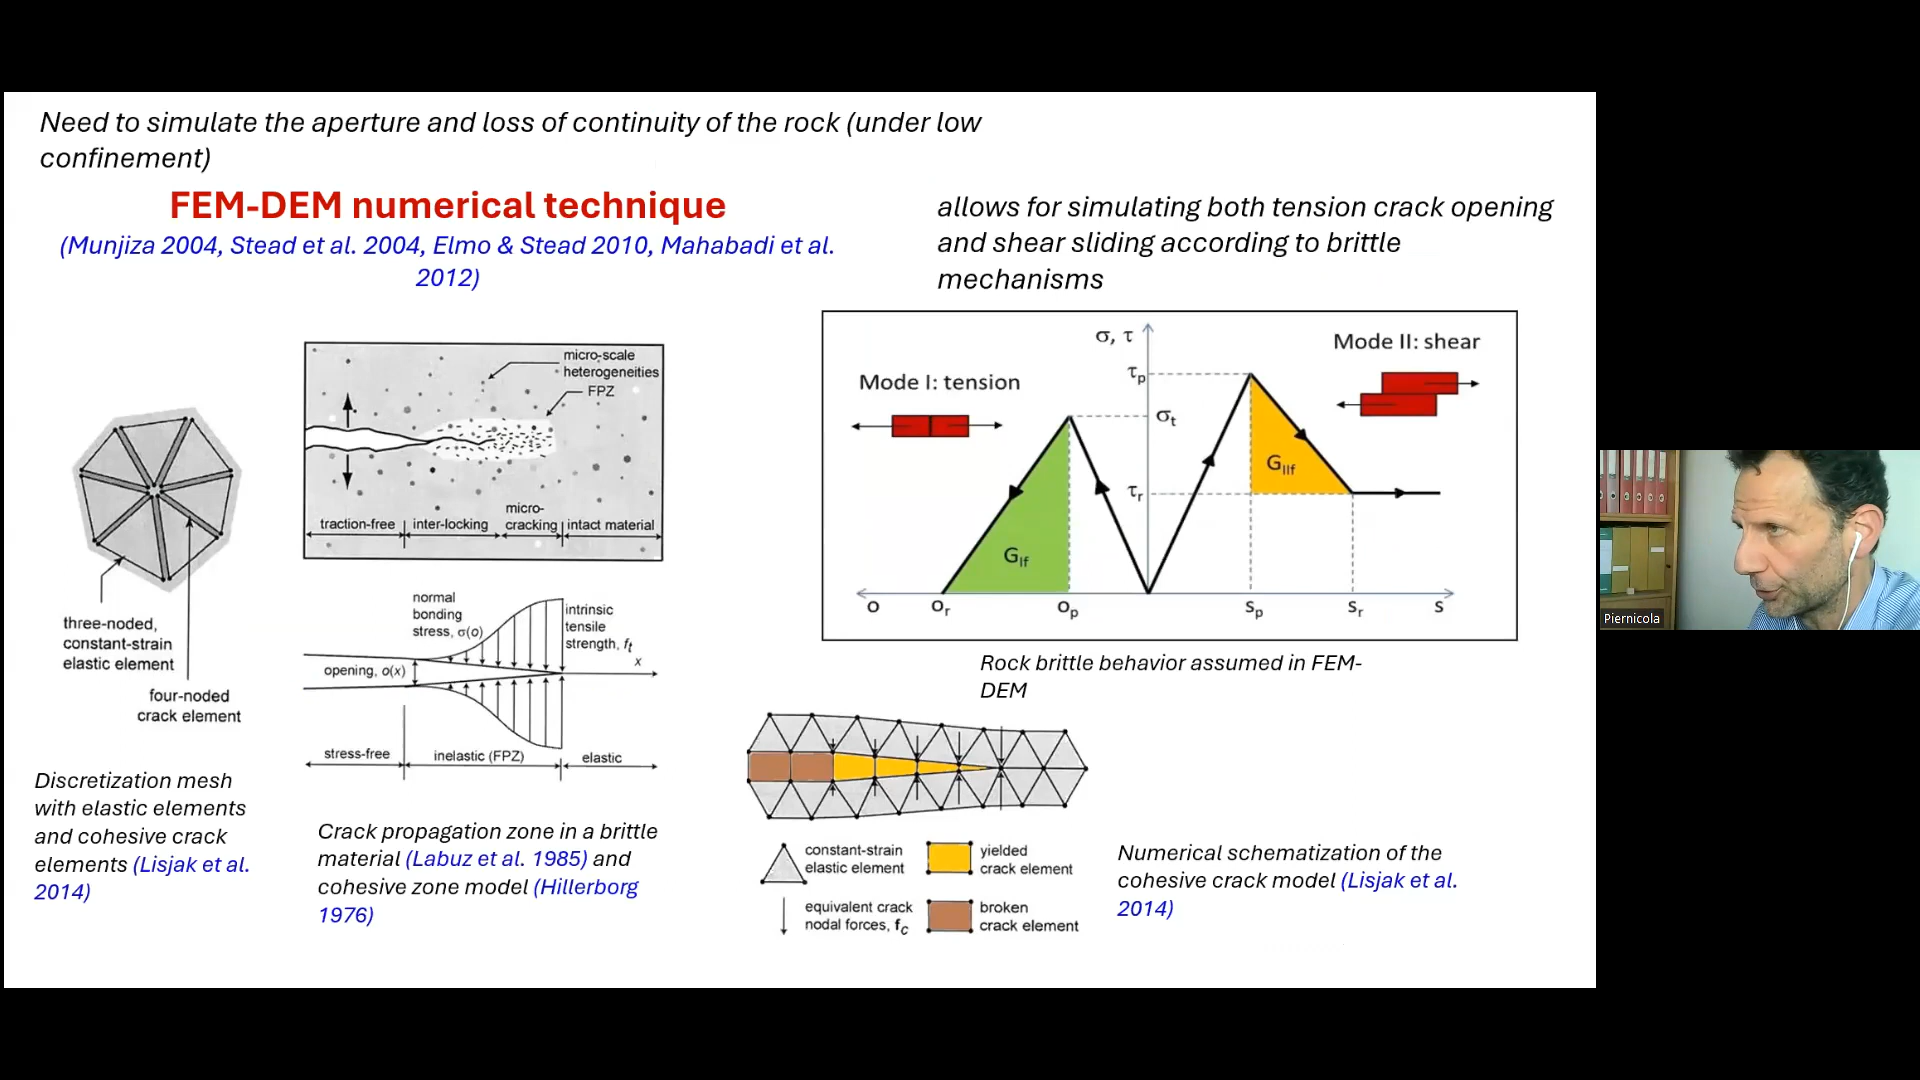 Need to simulate the aperture and loss of continuity of the rock (under low
confinement)
FEM-DEM numerical technique
(Munjiza 2004, Stead et al. 2004, Elmo & Stead 2010, Mahabadi et al.
2012)
allows for simulating both tension crack opening
and shear sliding according to brittle
mechanisms
three-noded,
constant-strain
elastic element
four-noded
crack element
Discretization mesh
with elastic elements
and cohesive crack
elements (Lisjak et al.
2014)
micro-scale
heterogeneities
FPZ
traction-free
inter-locking
micro-
cracking
intact material
normal
bonding
stress, σ(o)
intrinsic
tensile
strength, ft
x
opening, o(x)
stress-free
inelastic (FPZ)
elastic
Crack propagation zone in a brittle
material (Labuz et al. 1985) and
cohesive zone model (Hillerborg
1976)
σ, τ
Mode I: tension
Mode II: shear
τp
σt
τr
GIf
GIIf
o
or
op
sp
sr
s
Rock brittle behavior assumed in FEM-
DEM
constant-strain
elastic element
yielded
crack element
equivalent crack
nodal forces, fc
broken
crack element
Numerical schematization of the
cohesive crack model (Lisjak et al.
2014)
Piernicola